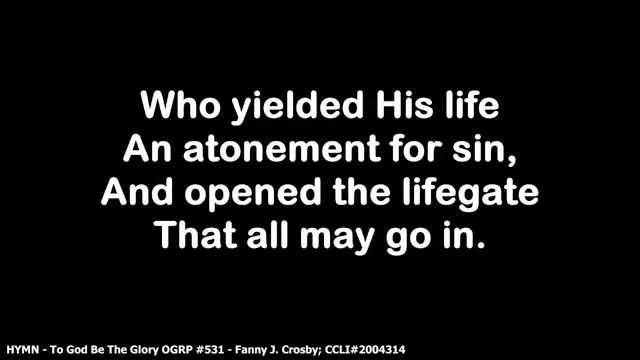 Who yielded His life
An atonement for sin,
And opened the lifegate
That all may go in.
HYMN - To God Be The Glory OGRP #531 - Fanny J. Crosby; CCLI#2004314